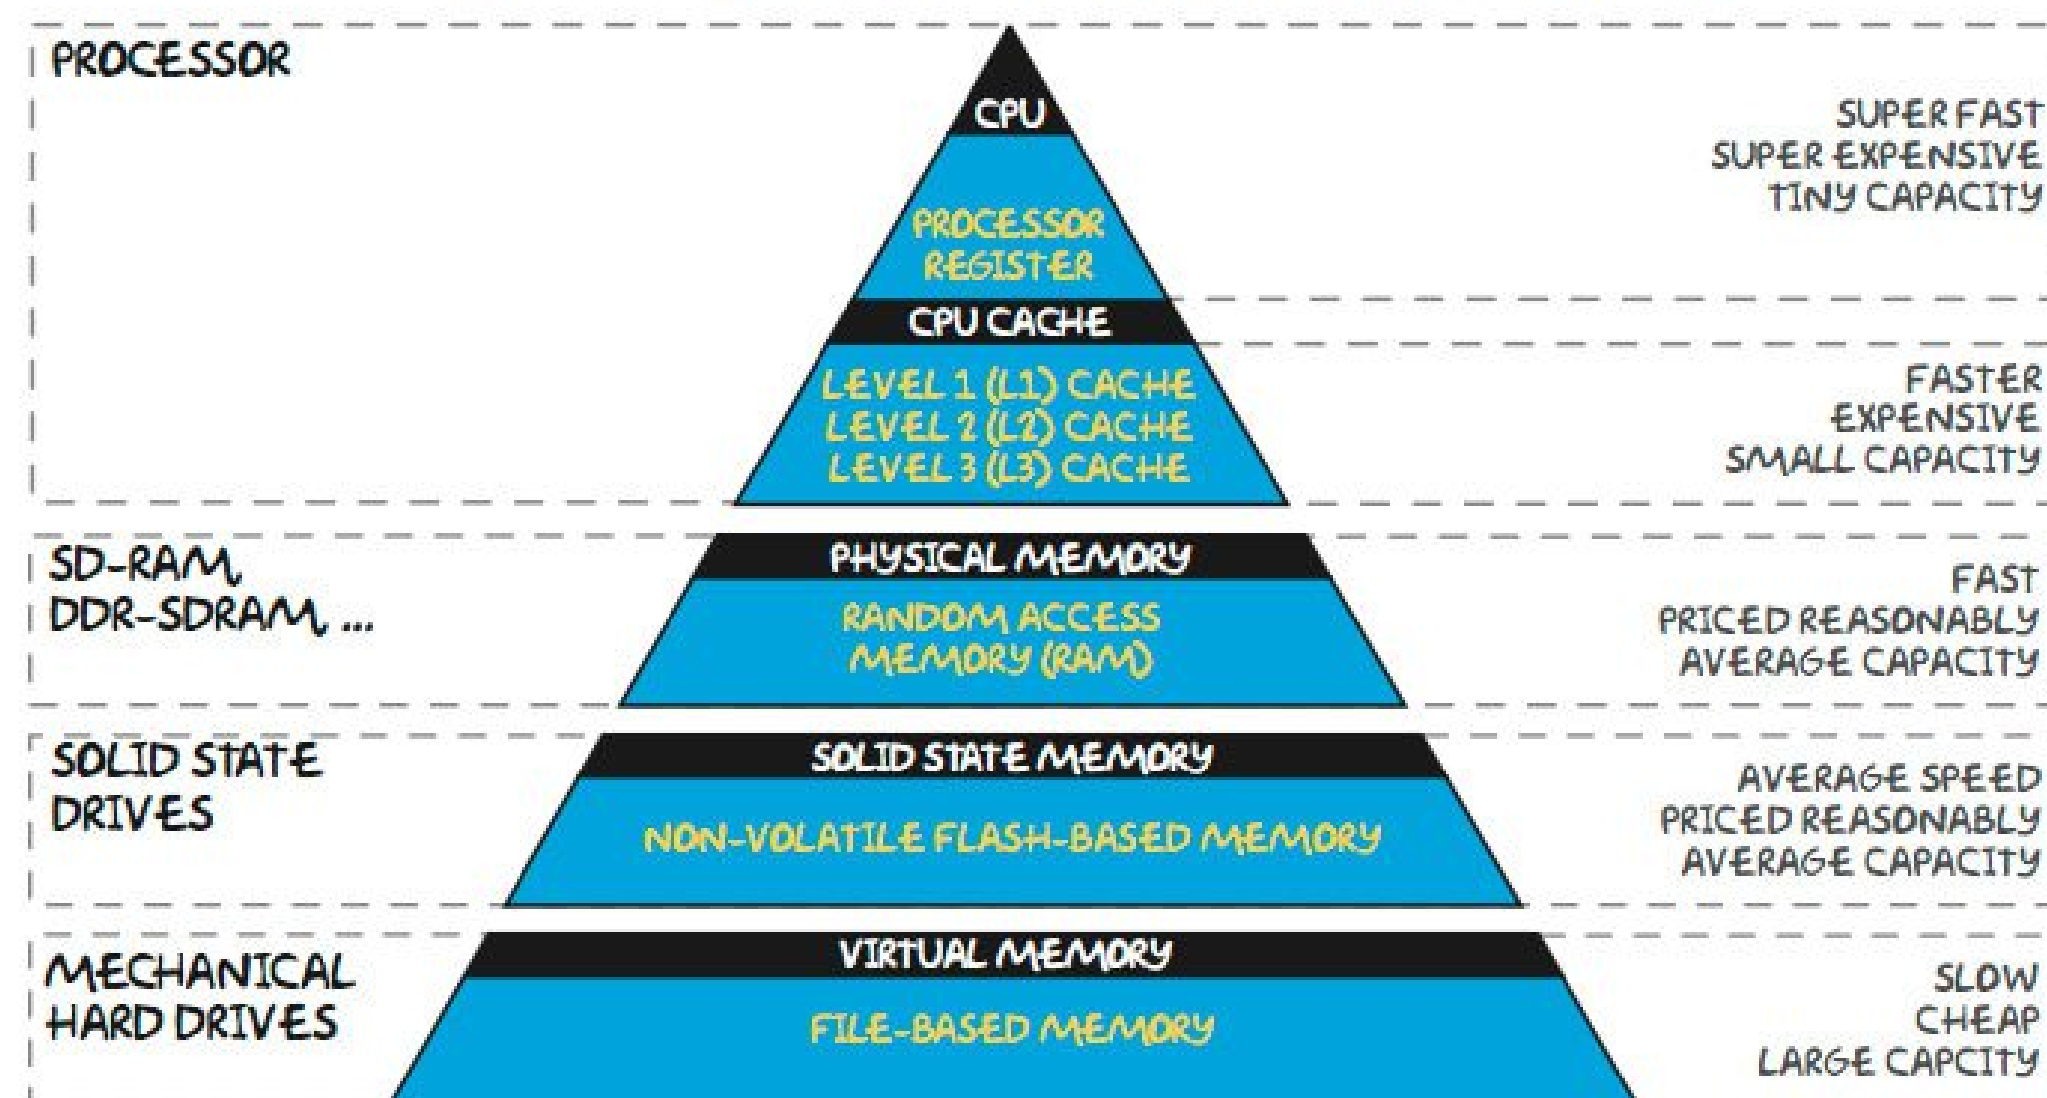 PROCESSOR
CPU
SUPER FAST
SUPER EXPENSIVE
TINY CAPACITY
PROCESSOR
REGISTER
CPU CACHE
LEVEL 1 (L1) CACHE
LEVEL 2 (L2) CACHE
LEVEL 3 (L3) CACHE
FASTER
EXPENSIVE
SMALL CAPACITY
SD-RAM,
DDR-SDRAM, ...
PHYSICAL MEMORY
RANDOM ACCESS
MEMORY (RAM)
FAST
PRICED REASONABLY
AVERAGE CAPACITY
SOLID STATE
DRIVES
SOLID STATE MEMORY
NON-VOLATILE FLASH-BASED MEMORY
AVERAGE SPEED
PRICED REASONABLY
AVERAGE CAPACITY
MECHANICAL
HARD DRIVES
VIRTUAL MEMORY
FILE-BASED MEMORY
SLOW
CHEAP
LARGE CAPCITY